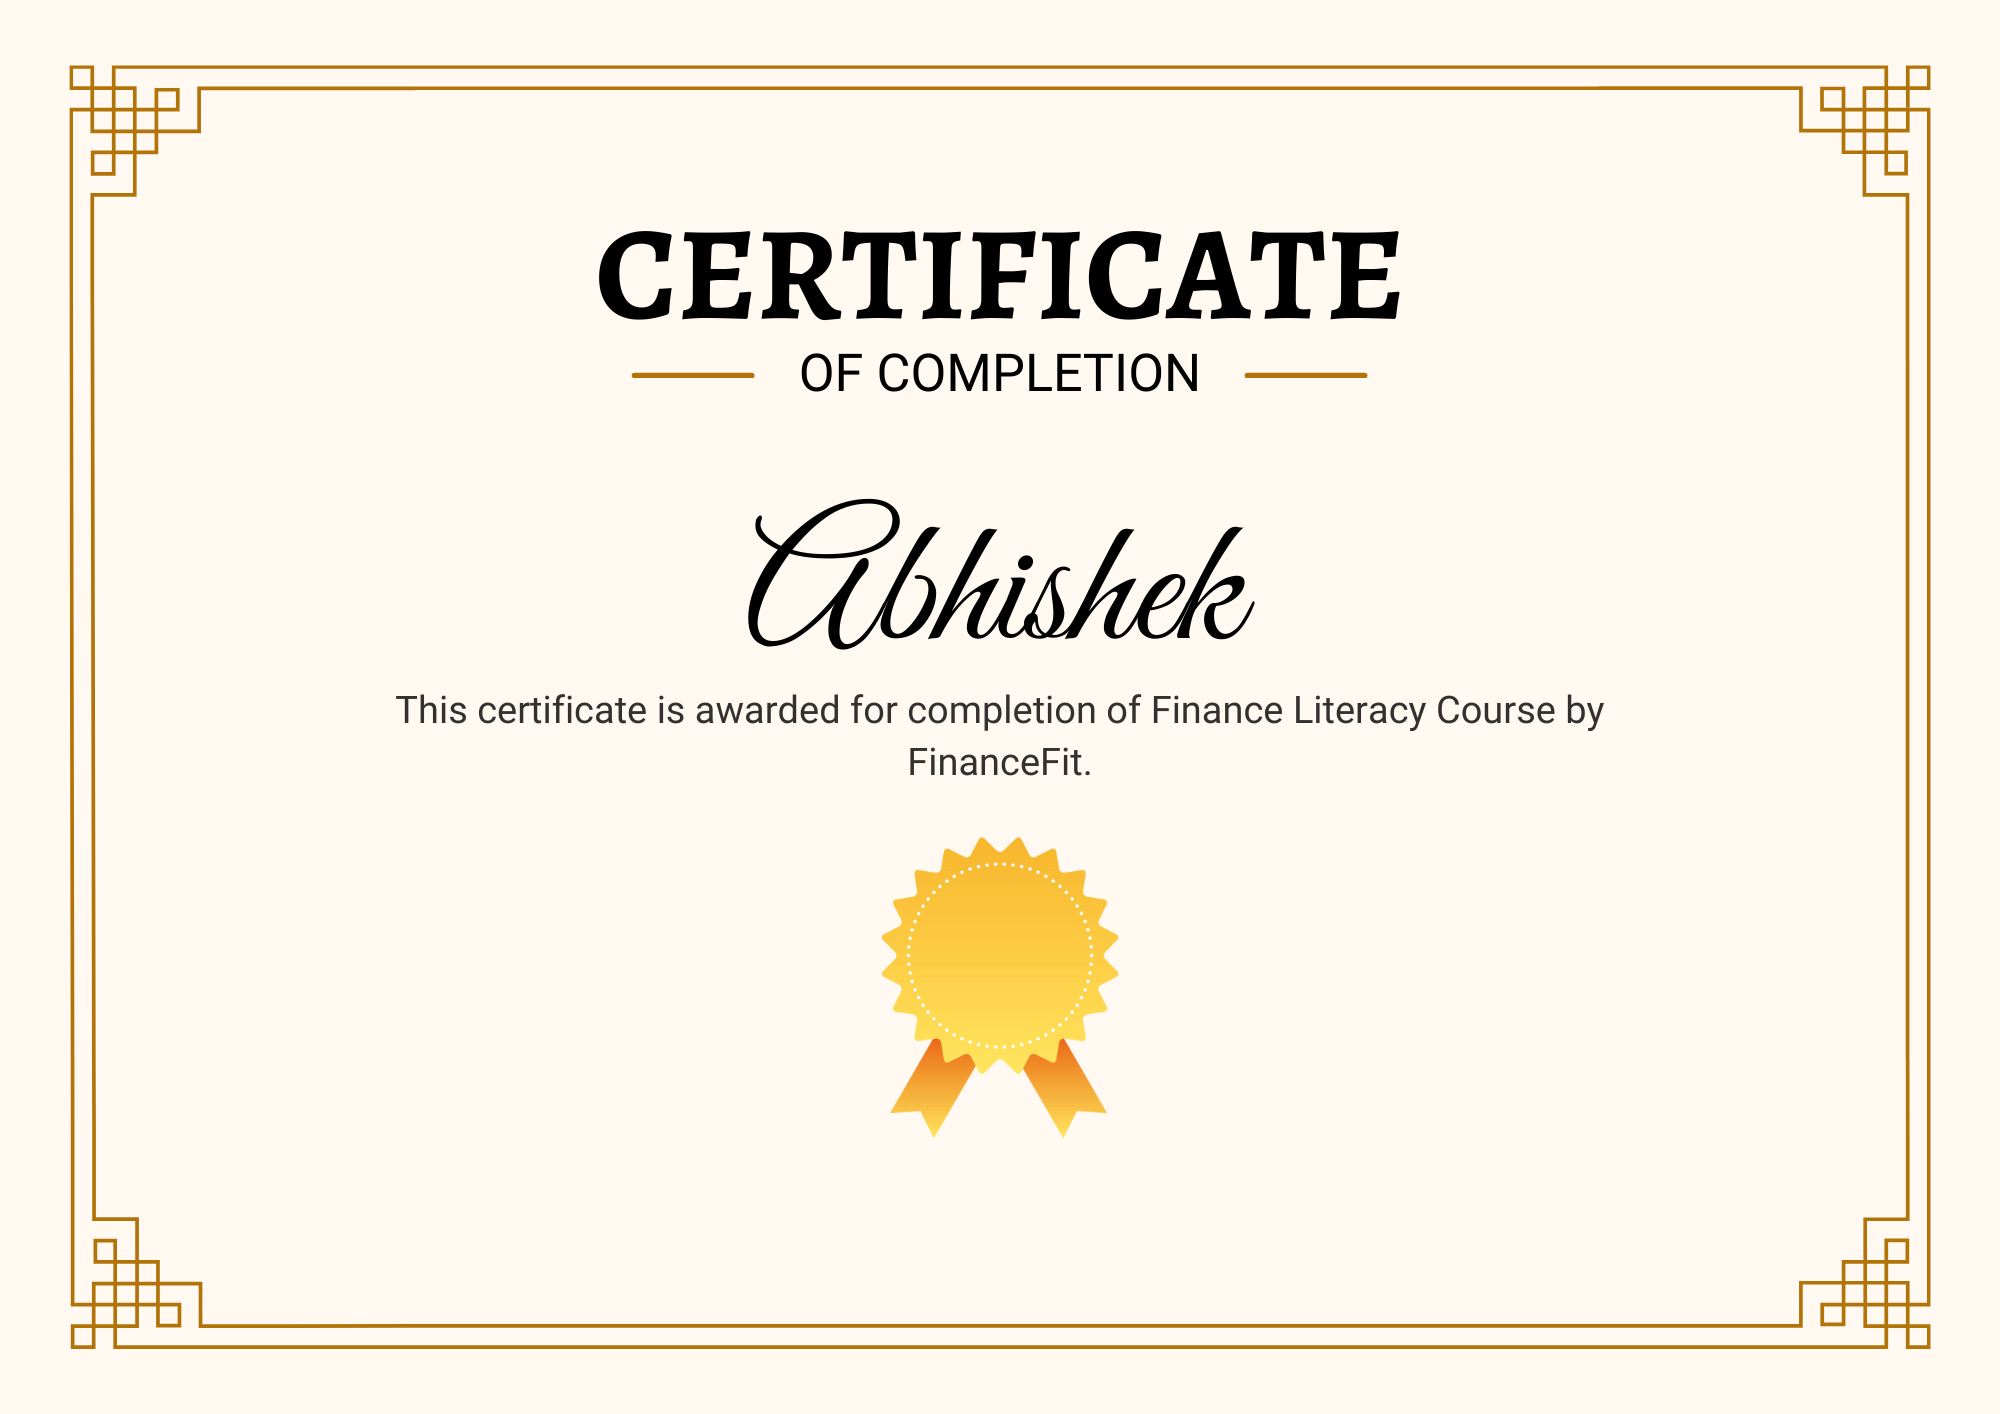 CERTIFICATE
OF COMPLETION
Abhishek
This certificate is awarded for completion of Finance Literacy Course by
FinanceFit.